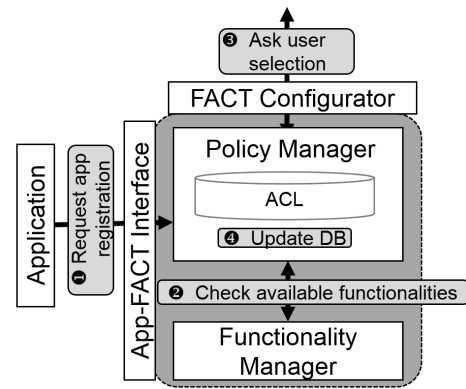 ❸ Ask user
selection
FACT Configurator
Policy Manager
ACL
❹ Update DB
Application
❶ Request app
registration
App-FACT Interface
❷ Check available functionalities
Functionality
Manager